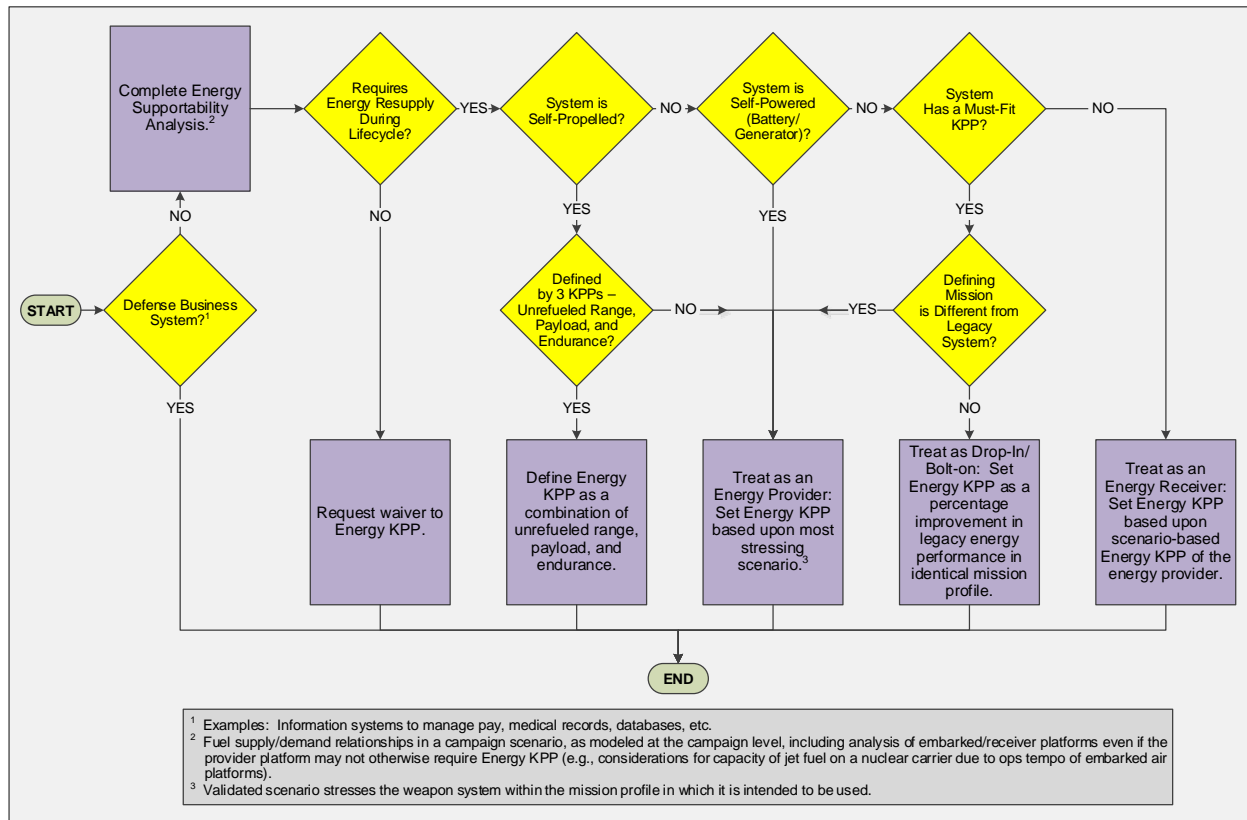 Complete Energy
Supportability
Analysis.2
Requires
Energy Resupply
During
Lifecycle?
YES
System is
Self-Propelled?
NO
System is
Self-Powered
(Battery/
Generator)?
NO
System
Has a Must-Fit
KPP?
NO
NO
NO
YES
YES
YES
START
Defense Business
System?1
Defined
by 3 KPPs –
Unrefueled Range,
Payload, and
Endurance?
NO
YES
Defining
Mission
is Different from
Legacy
System?
YES
YES
NO
Request waiver to
Energy KPP.
Define Energy
KPP as a
combination of
unrefueled range,
payload, and
endurance.
Treat as an
Energy Provider:
Set Energy KPP
based upon most
stressing
scenario.3
Treat as Drop-In/
Bolt-on: Set
Energy KPP as a
percentage
improvement in
legacy energy
performance in
identical mission
profile.
Treat as an
Energy Receiver:
Set Energy KPP
based upon
scenario-based
Energy KPP of the
energy provider.
END
1 Examples: Information systems to manage pay, medical records, databases, etc.
2 Fuel supply/demand relationships in a campaign scenario, as modeled at the campaign level, including analysis of embarked/receiver platforms even if the
provider platform may not otherwise require Energy KPP (e.g., considerations for capacity of jet fuel on a nuclear carrier due to ops tempo of embarked air
platforms).
3 Validated scenario stresses the weapon system within the mission profile in which it is intended to be used.